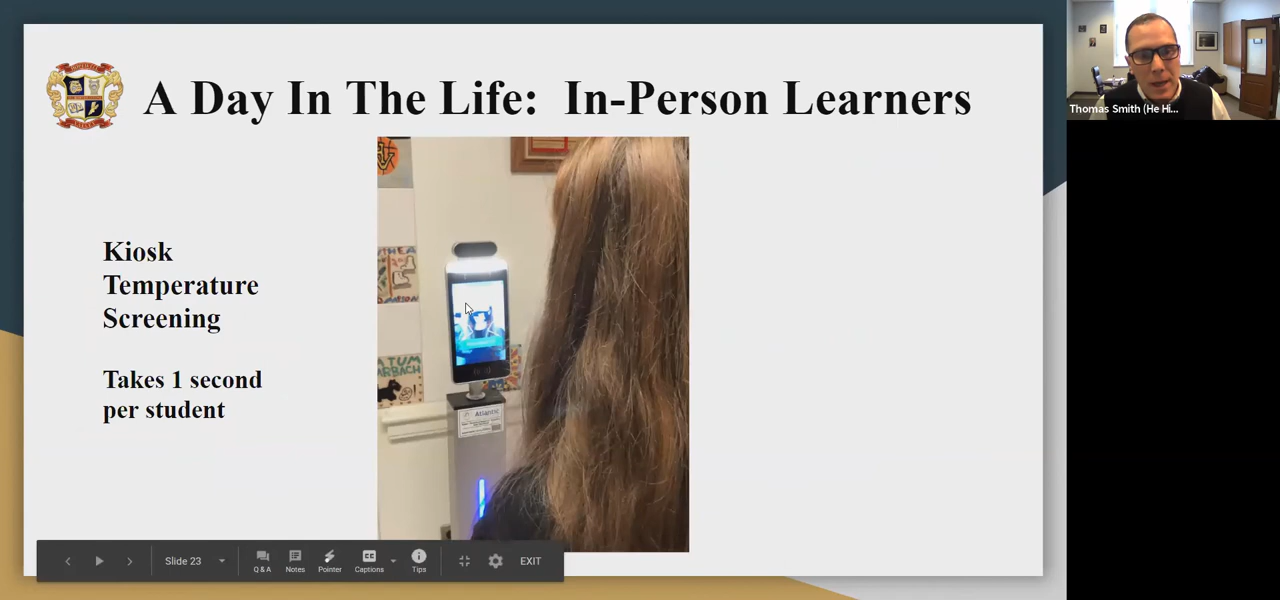 A Day In The Life: In-Person Learners
Kiosk
Temperature
Screening
Takes 1 second
per student
Atlantic
Slide 23
Q & A
Notes
Pointer
Captions
Tips
EXIT
Thomas Smith (He Hi...